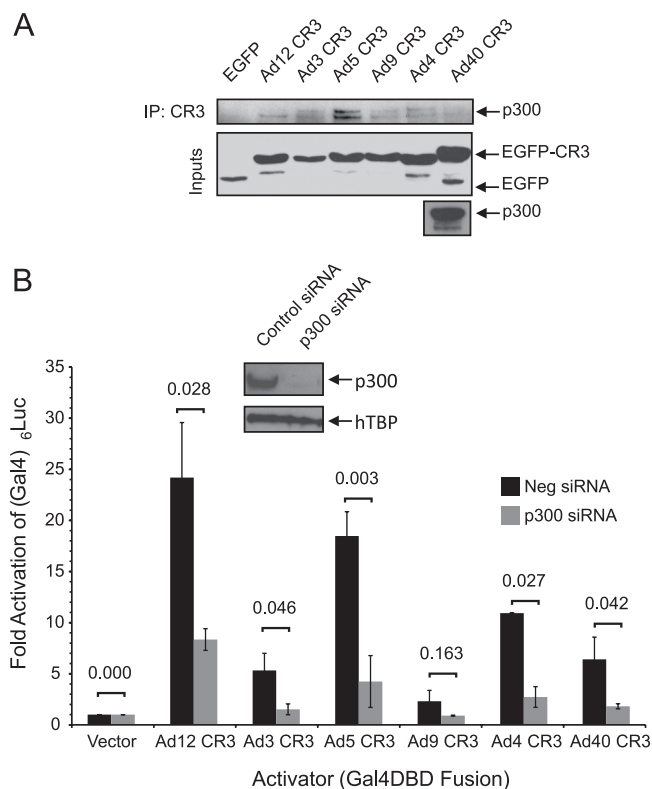 A
EGFP
Ad12 CR3
Ad3 CR3
Ad5 CR3
Ad9 CR3
Ad4 CR3
Ad40 CR3
IP: CR3
p300
Inputs
EGFP-CR3
EGFP
p300
B
Control siRNA
p300 siRNA
p300
hTBP
Fold Activation of (Gal4) 6Luc
35
30
25
20
15
10
5
0
0.000
0.028
0.046
0.003
0.163
0.027
0.042
Neg siRNA
p300 siRNA
Vector
Ad12 CR3
Ad3 CR3
Ad5 CR3
Ad9 CR3
Ad4 CR3
Ad40 CR3
Activator (Gal4DBD Fusion)